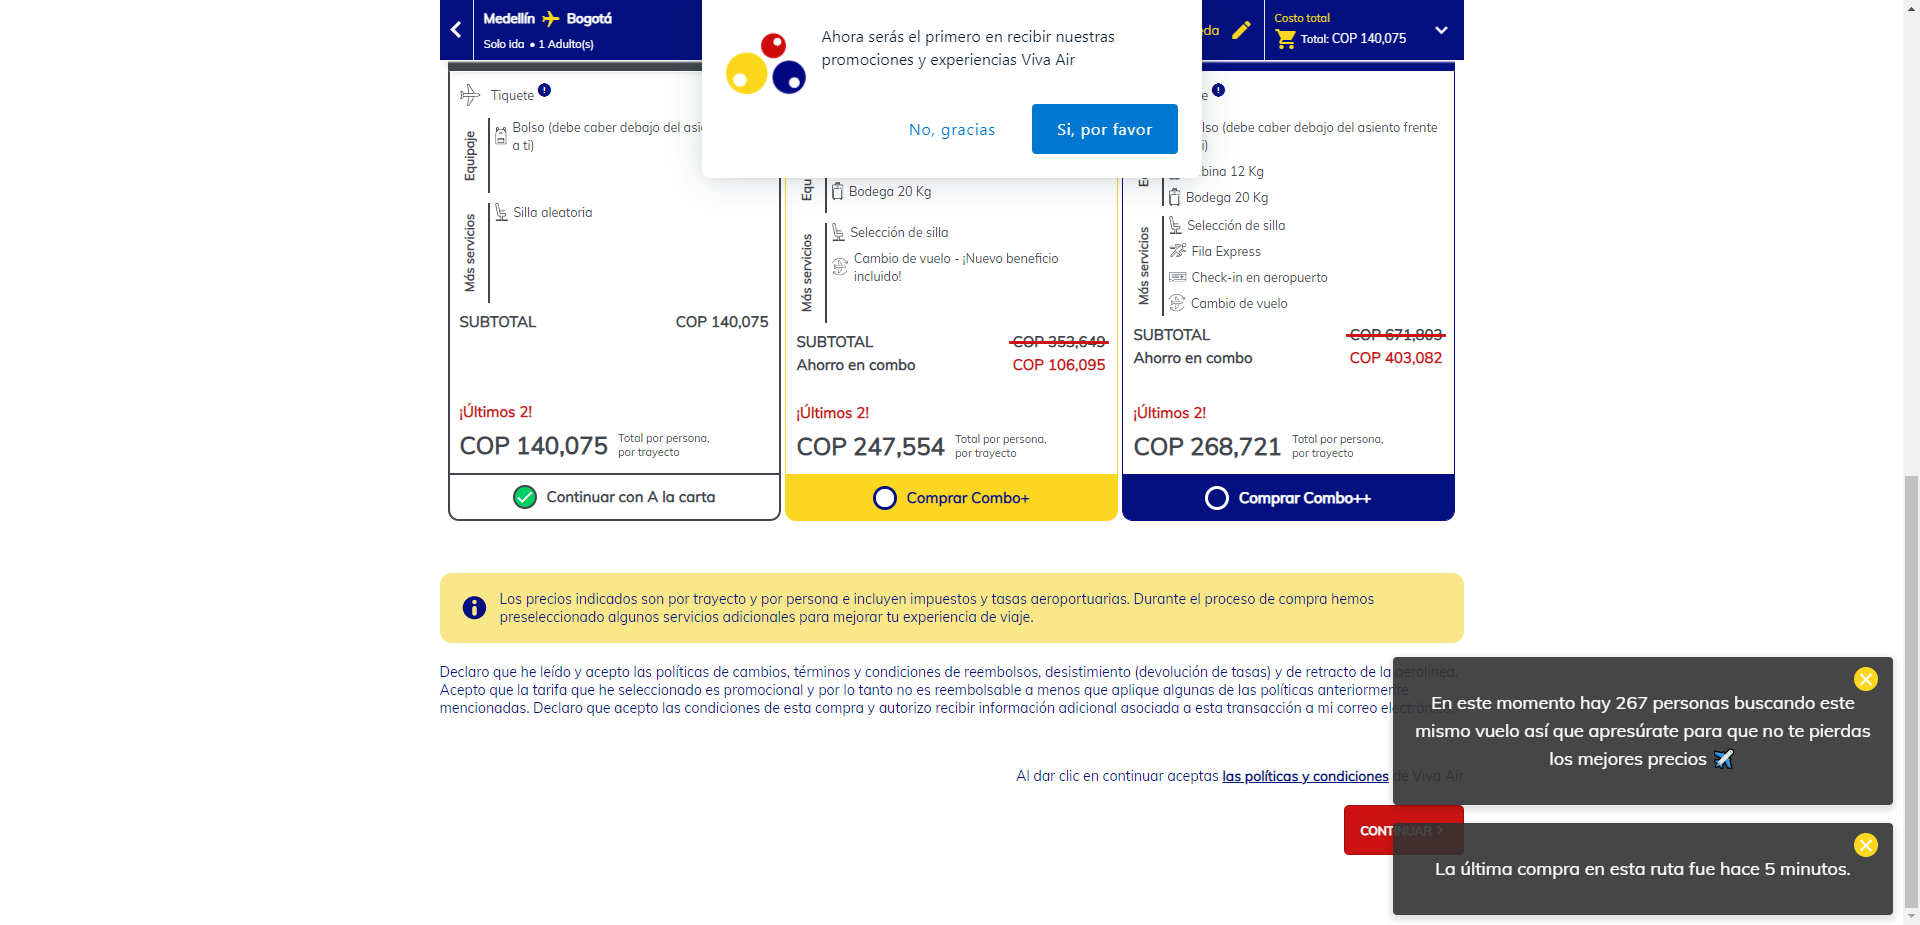 Medellín Bogotá
Solo ida • 1 Adulto(s)
Ahora serás el primero en recibir nuestras
promociones y experiencias Viva Air
No, gracias
Si, por favor
Costo total
Total: COP 140,075
Tiquete
Equipaje
Bolso (debe caber debajo del
a ti)
Más servicios
Silla aleatoria
SUBTOTAL COP 140,075
¡Últimos 2!
COP 140,075 Total por persona,
por trayecto
Continuar con A la carta
Bodega 20 Kg
Más servicios
Selección de silla
Cambio de vuelo - ¡Nuevo beneficio
incluido!
SUBTOTAL COP 353,649
Ahorro en combo COP 106,095
¡Últimos 2!
COP 247,554 Total por persona,
por trayecto
Comprar Combo+
(debe caber debajo del asiento frente
12 Kg
Bodega 20 Kg
Más servicios
Selección de silla
Fila Express
Check-in en aeropuerto
Cambio de vuelo
SUBTOTAL COP 671,803
Ahorro en combo COP 403,082
¡Últimos 2!
COP 268,721 Total por persona,
por trayecto
Comprar Combo++
Los precios indicados son por trayecto y por persona e incluyen impuestos y tasas aeroportuarias. Durante el proceso de compra hemos
preseleccionado algunos servicios adicionales para mejorar tu experiencia de viaje.
Declaro que he leído y acepto las políticas de cambios, términos y condiciones de reembolsos, desistimiento (devolución de tasas) y de retracto de la aerolínea.
Acepto que la tarifa que he seleccionado es promocional y por lo tanto no es reembolsable a menos que aplique algunas de las políticas anteriormente
mencionadas. Declaro que acepto las condiciones de esta compra y autorizo recibir información adicional asociada a esta transacción a mi correo electrónico.
Al dar clic en continuar aceptas las políticas y condiciones de Viva Air
CONTINUAR >
En este momento hay 267 personas buscando este
mismo vuelo así que apresúrate para que no te pierdas
los mejores precios
La última compra en esta ruta fue hace 5 minutos.